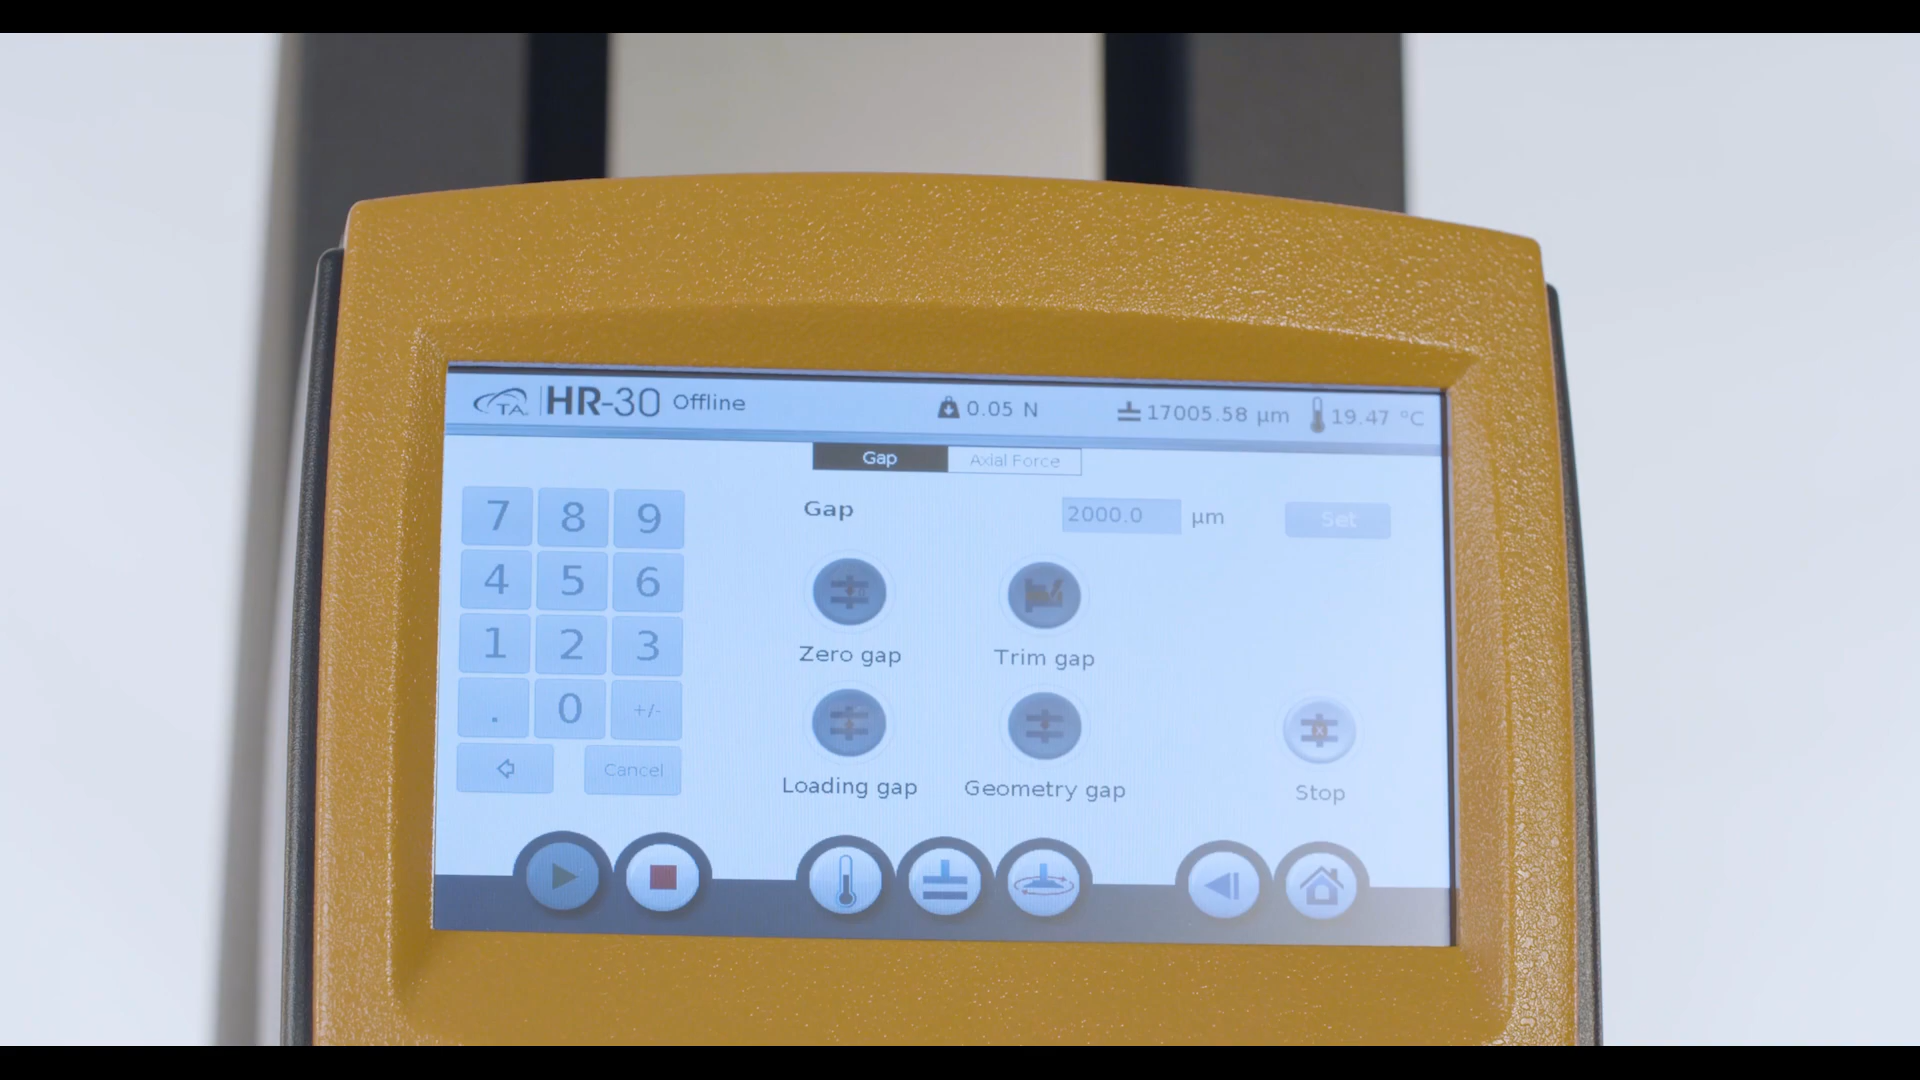 TA HR-30 Offline 0.05 N 17005.58 µm 19.47 °C
Gap Axial Force
7 8 9
4 5 6
1 2 3
. 0 +/-
Cancel
Gap 2000.0 µm Set
Zero gap Trim gap
Loading gap Geometry gap Stop